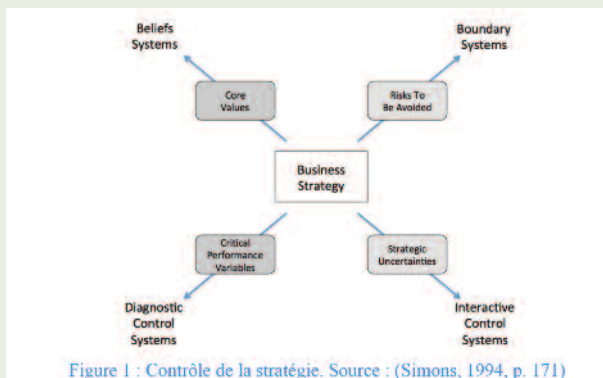 Beliefs
Systems
Boundary
Systems
Core
Values
Risks To
Be Avoided
Business
Strategy
Critical
Performance
Variables
Strategic
Uncertainties
Diagnostic
Control
Systems
Interactive
Control
Systems
Figure 1 : Contrôle de la stratégie. Source : (Simons, 1994, p. 171)